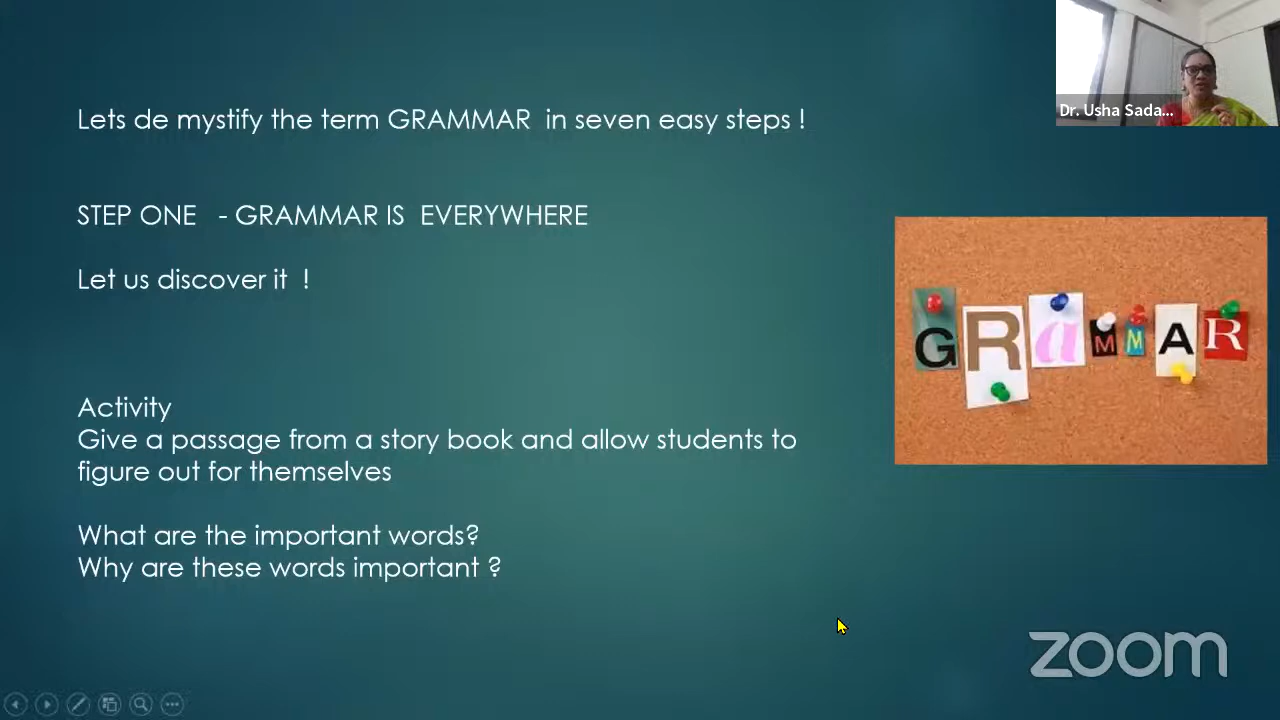 Lets de mystify the term GRAMMAR in seven easy steps !
STEP ONE - GRAMMAR IS EVERYWHERE
Let us discover it !
Activity
Give a passage from a story book and allow students to
figure out for themselves
What are the important words?
Why are these words important ?
Dr. Usha Sada...
GRaMMAR
zoom